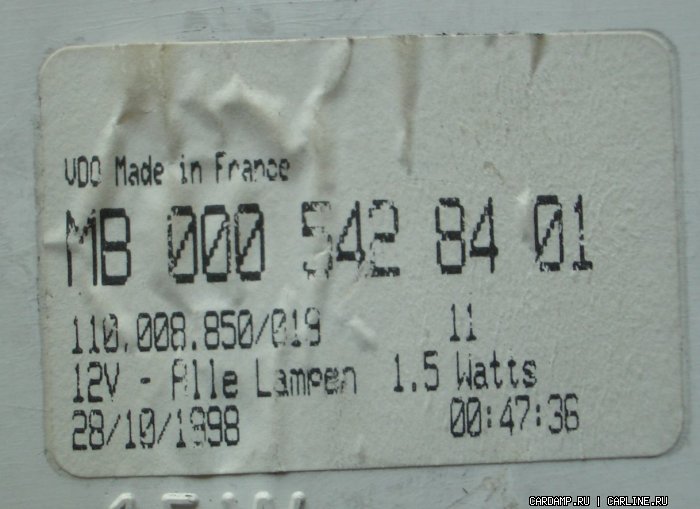 VDO Made in France
MB 000 542 84 01
110.008.850/019 11
12V - Alle Lampen 1.5 Watts
28/10/1998 00:47:36
CARDAMP.RU | CARLINE.RU